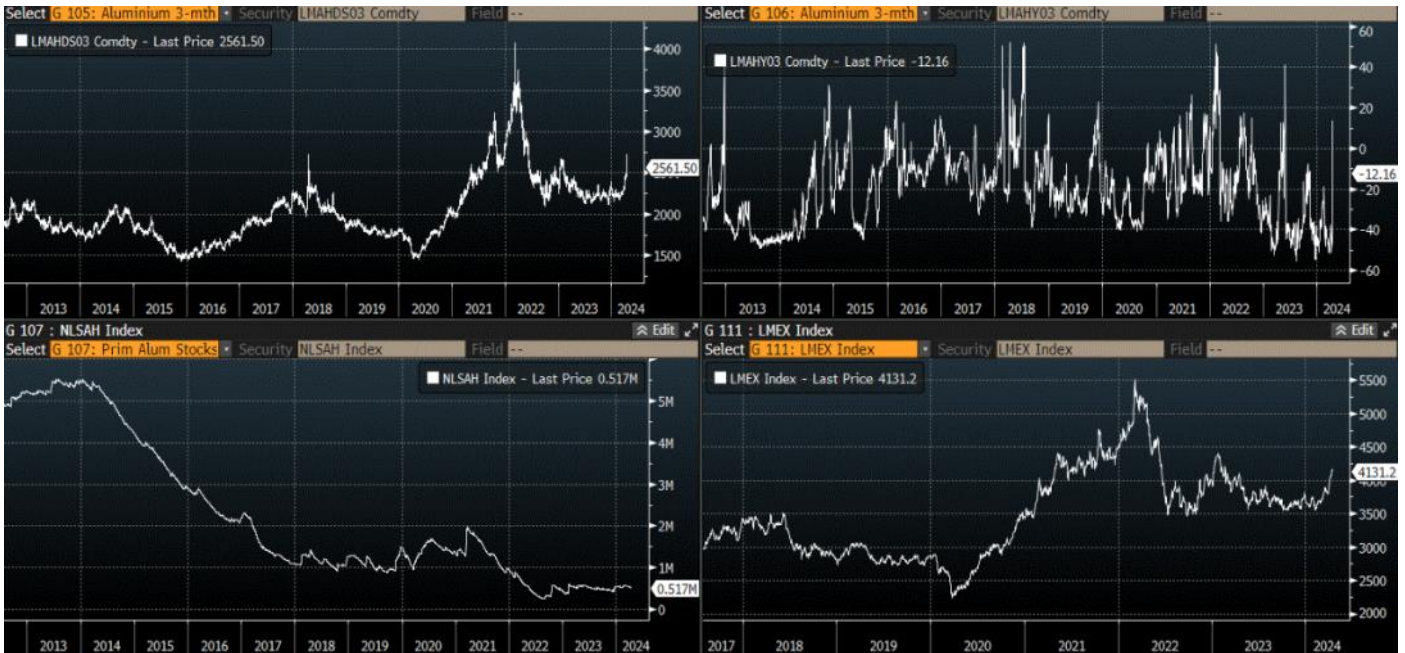 Select G 105: Aluminium 3-mth Security LMAHDS03 Comdty Field --
LMAHDS03 Comdty - Last Price 2561.50
4000
3500
3000
2561.50
2000
1500
2013 2014 2015 2016 2017 2018 2019 2020 2021 2022 2023 2024
Select G 106: Aluminium 3-mth Security LMAHY03 Comdty Field --
LMAHY03 Comdty - Last Price -12.16
60
40
20
0
-12.16
-20
-40
-60
2013 2014 2015 2016 2017 2018 2019 2020 2021 2022 2023 2024
G 107 : NLSAH Index Edit
Select G 107: Prim Alum Stocks Security NLSAH Index Field --
NLSAH Index - Last Price 0.517M
5M
4M
3M
2M
1M
0.517M
0
2013 2014 2015 2016 2017 2018 2019 2020 2021 2022 2023 2024
G 111 : LMEX Index Edit
Select G 111: LMEX Index Security LMEX Index Field --
LMEX Index - Last Price 4131.2
5500
5000
4500
4131.2
4000
3500
3000
2500
2000
2017 2018 2019 2020 2021 2022 2023 2024